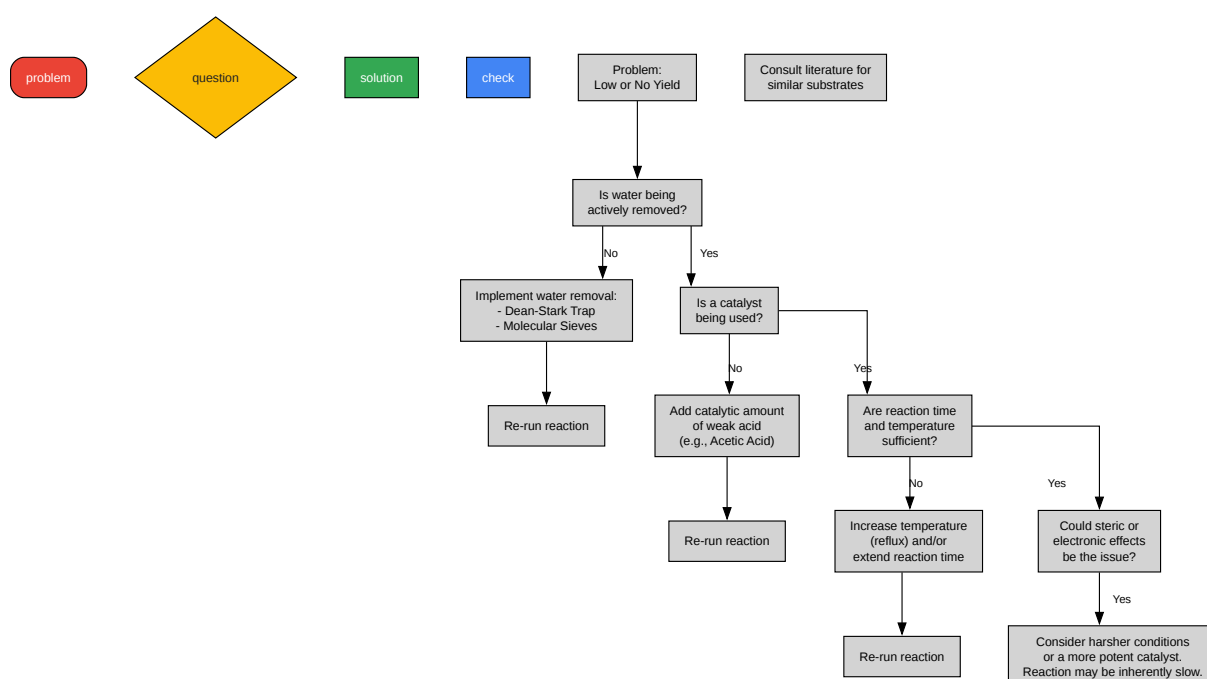 problem
question
solution
check
Problem:
Low or No Yield
Consult literature for
similar substrates
Is water being
actively removed?
No
Yes
Implement water removal:
- Dean-Stark Trap
- Molecular Sieves
Is a catalyst
being used?
No
Yes
Re-run reaction
Add catalytic amount
of weak acid
(e.g., Acetic Acid)
Are reaction time
and temperature
sufficient?
No
Yes
Re-run reaction
Increase temperature
(reflux) and/or
extend reaction time
Could steric or
electronic effects
be the issue?
Yes
Re-run reaction
Consider harsher conditions
or a more potent catalyst.
Reaction may be inherently slow.